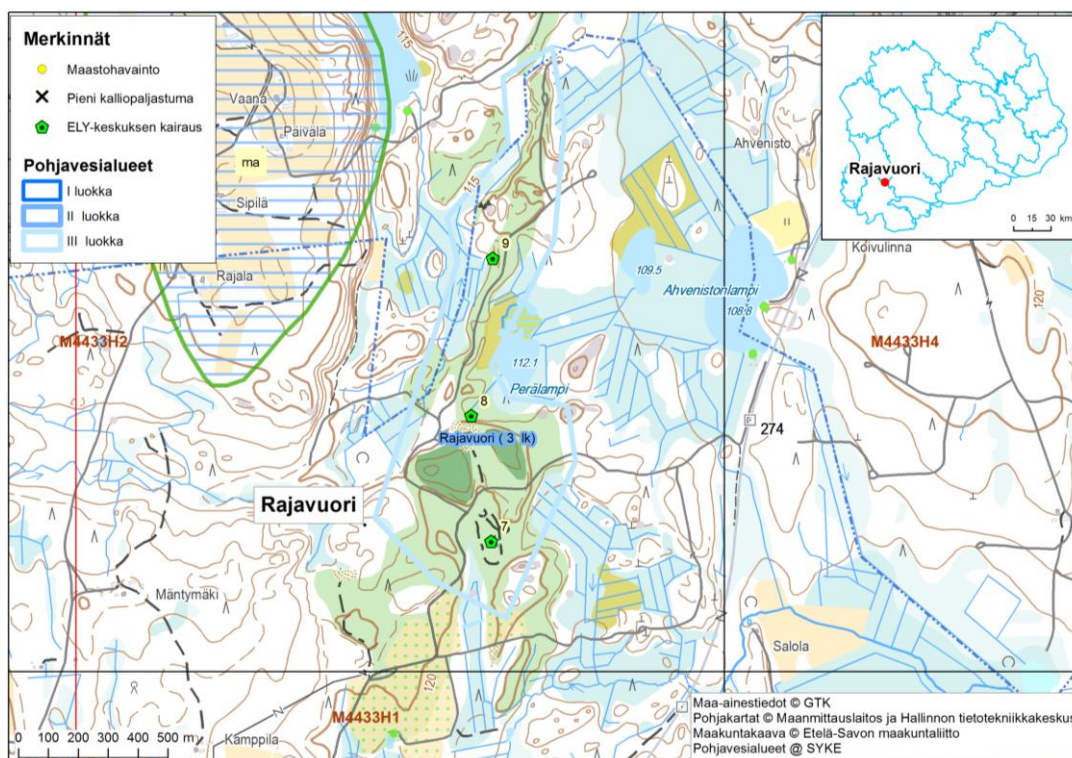 Merkinnät
Maastohavainto
Pieni kalliopaljastuma
ELY-keskuksen kairaus
Pohjavesialueet
I luokka
II luokka
III luokka
Rajavuori
0 15 30 km
115
Vaana
Päivälä
ma
Sipilä
Rajala
115
Ahvenisto
Koivulinna
9
109.5
Ahvenistonlampi
108.8
120
M4433H2
M4433H4
112.1
Perälampi
8
Rajavuori ( 3 lk)
274
Rajavuori
7
Mäntymäki
Salola
120
M4433H1
Kämppilä
0 100 200 300 400 500 m
Maa-ainestiedot © GTK
Pohjakartat © Maanmittauslaitos ja Hallinnon tietotekniikkakeskus
Maakuntakaava © Etelä-Savon maakuntaliitto
Pohjavesialueet @ SYKE